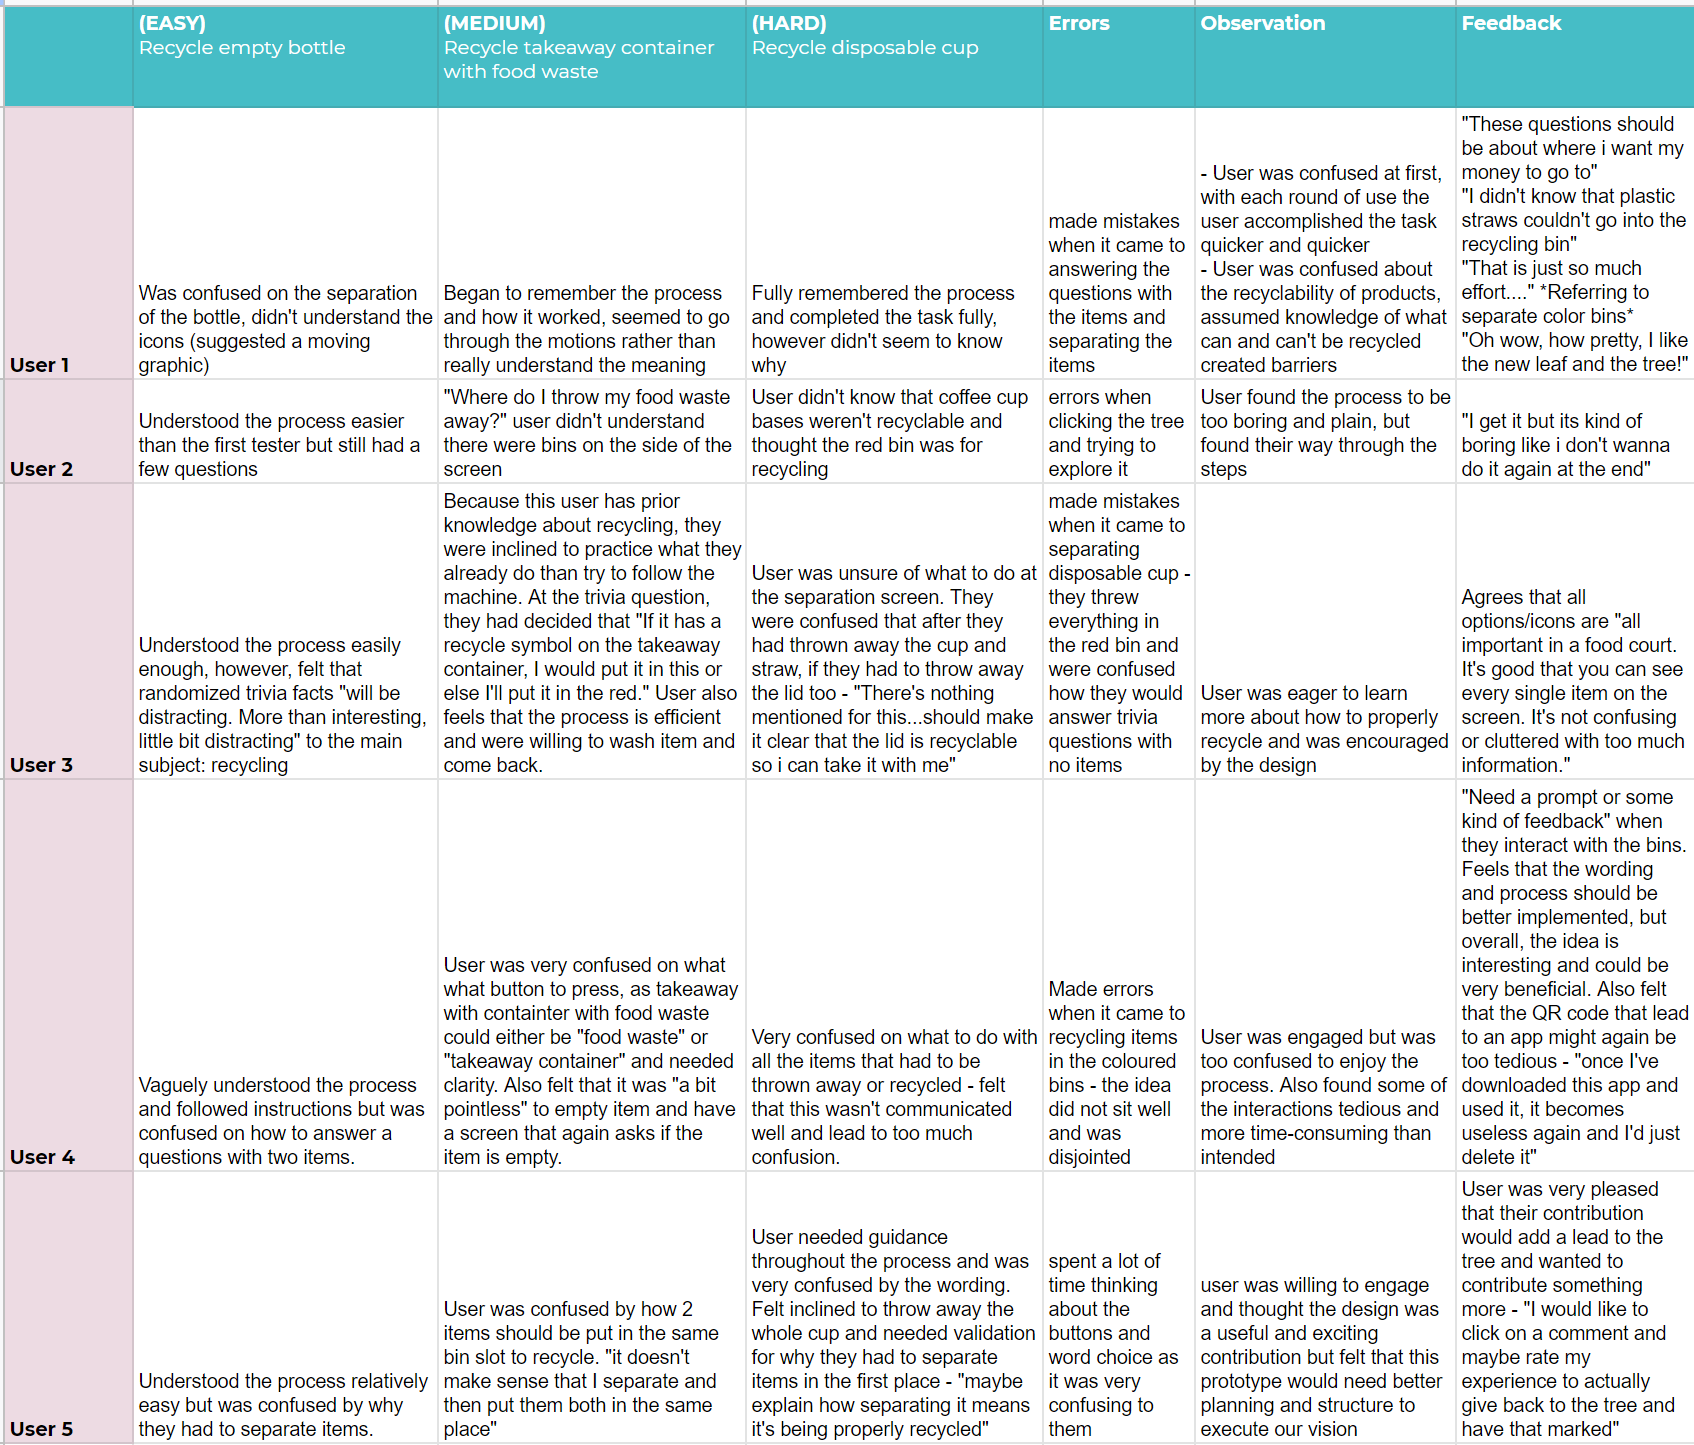 (EASY)
Recycle empty bottle
(MEDIUM)
Recycle takeaway container
with food waste
(HARD)
Recycle disposable cup
Errors
Observation
Feedback
User 1
Was confused on the separation
of the bottle, didn't understand the
icons (suggested a moving
graphic)
Began to remember the process
and how it worked, seemed to go
through the motions rather than
really understand the meaning
Fully remembered the process
and completed the task fully,
however didn't seem to know
why
made mistakes
when it came to
answering the
questions with
the items and
separating the
items
- User was confused at first,
with each round of use the
user accomplished the task
quicker and quicker
- User was confused about
the recyclability of products,
assumed knowledge of what
can and can't be recycled
created barriers
"These questions should
be about where i want my
money to go to"
"I didn't know that plastic
straws couldn't go into the
recycling bin"
"That is just so much
effort...." *Referring to
separate color bins*
"Oh wow, how pretty, I like
the new leaf and the tree!"
User 2
Understood the process easier
than the first tester but still had a
few questions
"Where do I throw my food waste
away?" user didn't understand
there were bins on the side of the
screen
User didn't know that coffee cup
bases weren't recyclable and
thought the red bin was for
recycling
errors when
clicking the tree
and trying to
explore it
User found the process to be
too boring and plain, but
found their way through the
steps
"I get it but its kind of
boring like i don't wanna
do it again at the end"
User 3
Understood the process easily
enough, however, felt that
randomized trivia facts "will be
distracting. More than interesting,
little bit distracting" to the main
subject: recycling
Because this user has prior
knowledge about recycling, they
were inclined to practice what they
already do than try to follow the
machine. At the trivia question,
they had decided that "If it has a
recycle symbol on the takeaway
container, I would put it in this or
else I'll put it in the red." User also
feels that the process is efficient
and were willing to wash item and
come back.
User was unsure of what to do at
the separation screen. They
were confused that after they
had thrown away the cup and
straw, if they had to throw away
the lid too - "There's nothing
mentioned for this...should make
it clear that the lid is recyclable
so i can take it with me"
made mistakes
when it came to
separating
disposable cup -
they threw
everything in
the red bin and
were confused
how they would
answer trivia
questions with
no items
User was eager to learn
more about how to properly
recycle and was encouraged
by the design
Agrees that all
options/icons are "all
important in a food court.
It's good that you can see
every single item on the
screen. It's not confusing
or cluttered with too much
information."
User 4
Vaguely understood the process
and followed instructions but was
confused on how to answer a
questions with two items.
User was very confused on what
what button to press, as takeaway
with containter with food waste
could either be "food waste" or
"takeaway container" and needed
clarity. Also felt that it was "a bit
pointless" to empty item and have
a screen that again asks if the
item is empty.
Very confused on what to do with
all the items that had to be
thrown away or recycled - felt
that this wasn't communicated
well and lead to too much
confusion.
Made errors
when it came to
recycling items
in the coloured
bins - the idea
did not sit well
and was
disjointed
User was engaged but was
too confused to enjoy the
process. Also found some of
the interactions tedious and
more time-consuming than
intended
"Need a prompt or some
kind of feedback" when
they interact with the bins.
Feels that the wording
and process should be
better implemented, but
overall, the idea is
interesting and could be
very beneficial. Also felt
that the QR code that lead
to an app might again be
too tedious - "once I've
downloaded this app and
used it, it becomes
useless again and I'd just
delete it"
User 5
Understood the process relatively
easy but was confused by why
they had to separate items.
User was confused by how 2
items should be put in the same
bin slot to recycle. "it doesn't
make sense that I separate and
then put them both in the same
place"
User needed guidance
throughout the process and was
very confused by the wording.
Felt inclined to throw away the
whole cup and needed validation
for why they had to separate
items in the first place - "maybe
explain how separating it means
it's being properly recycled"
spent a lot of
time thinking
about the
buttons and
word choice as
it was very
confusing to
them
user was willing to engage
and thought the design was
a useful and exciting
contribution but felt that this
prototype would need better
planning and structure to
execute our vision
User was very pleased
that their contribution
would add a lead to the
tree and wanted to
contribute something
more - "I would like to
click on a comment and
maybe rate my
experience to actually
give back to the tree and
have that marked"